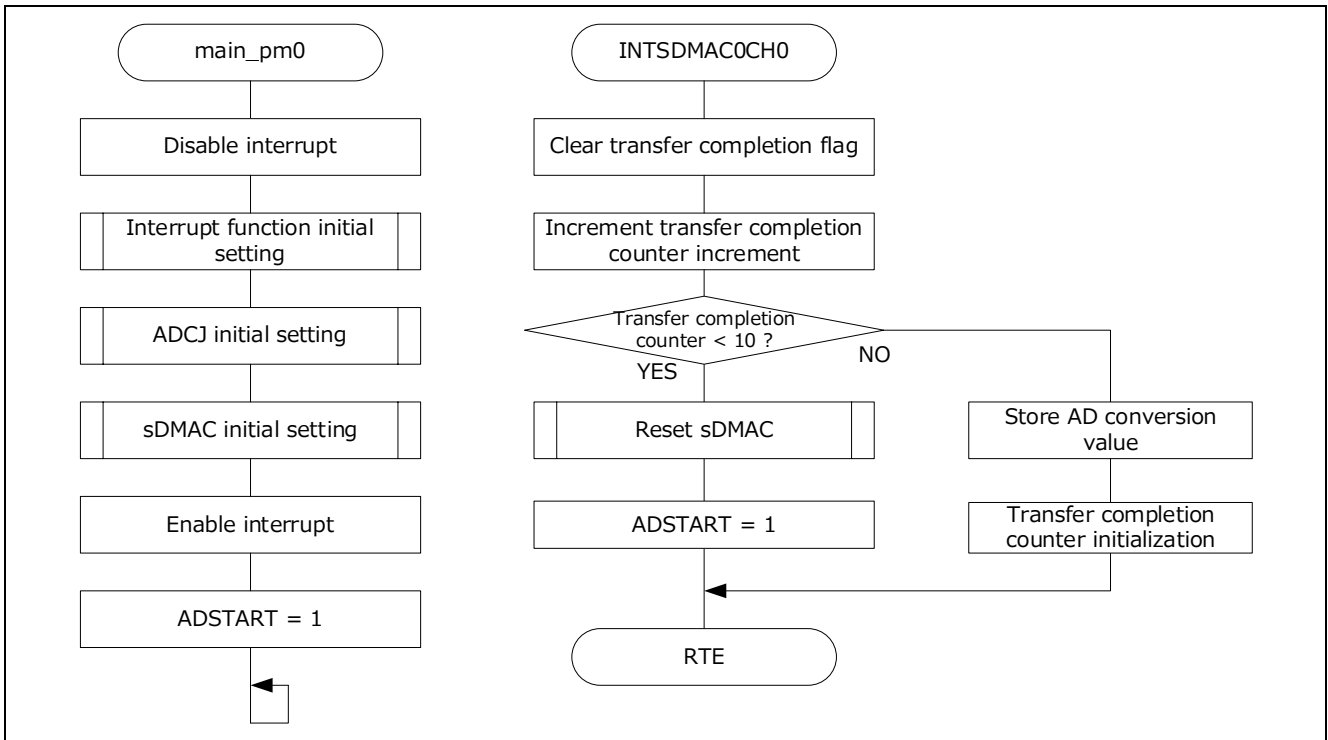 main_pm0
Disable interrupt
Interrupt function initial
setting
ADCJ initial setting
sDMAC initial setting
Enable interrupt
ADSTART = 1
INTSDMAC0CH0
Clear transfer completion flag
Increment transfer completion
counter increment
Transfer completion
counter < 10 ?
YES
NO
Reset sDMAC
ADSTART = 1
Store AD conversion
value
Transfer completion
counter initialization
RTE